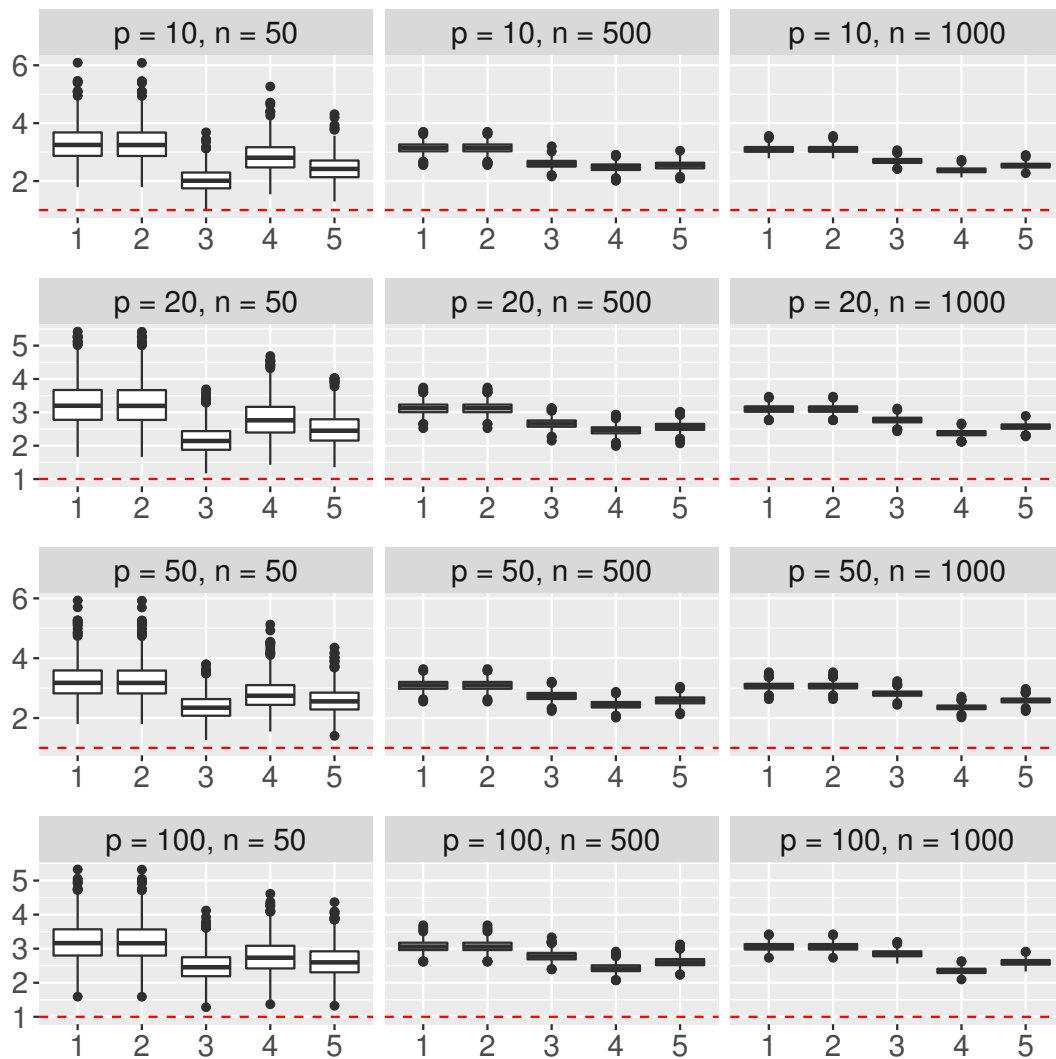 p = 10, n = 50 p = 10, n = 500 p = 10, n = 1000
6
4
2
1 2 3 4 5 1 2 3 4 5 1 2 3 4 5
p = 20, n = 50 p = 20, n = 500 p = 20, n = 1000
5
4
3
2
1
1 2 3 4 5 1 2 3 4 5 1 2 3 4 5
p = 50, n = 50 p = 50, n = 500 p = 50, n = 1000
6
4
2
1 2 3 4 5 1 2 3 4 5 1 2 3 4 5
p = 100, n = 50 p = 100, n = 500 p = 100, n = 1000
5
4
3
2
1
1 2 3 4 5 1 2 3 4 5 1 2 3 4 5